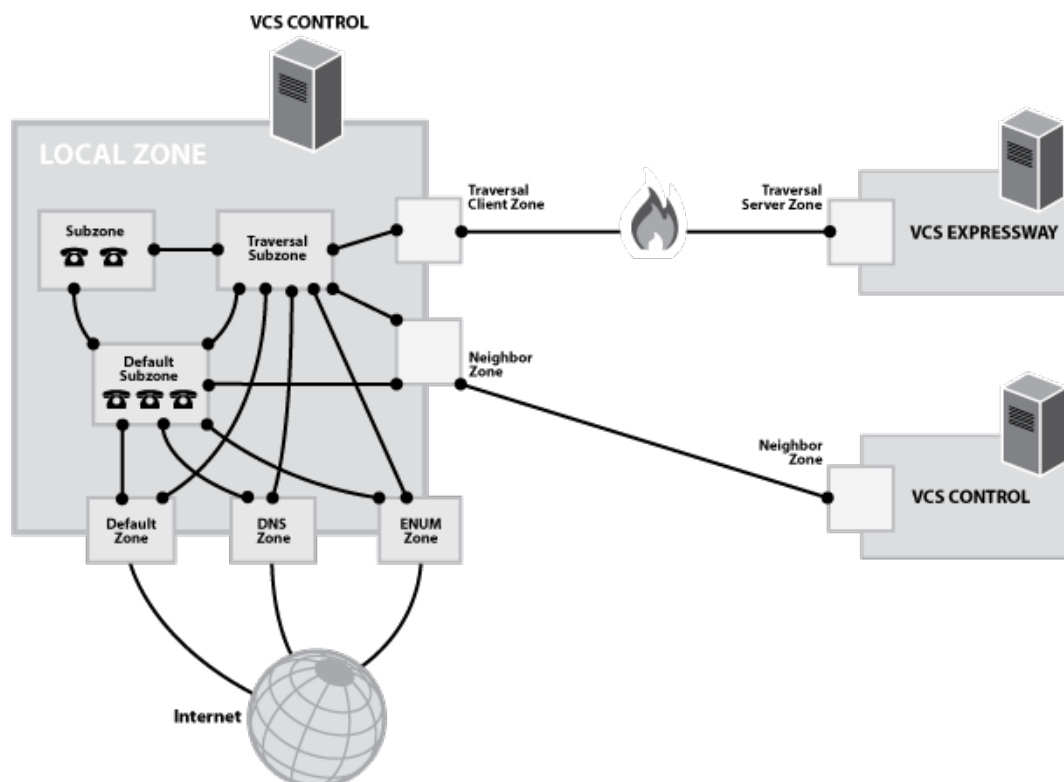 VCS CONTROL
LOCAL ZONE
Subzone
Traversal
Subzone
Traversal
Client Zone
Traversal
Server Zone
VCS EXPRESSWAY
Default
Subzone
Neighbor
Zone
Neighbor
Zone
VCS CONTROL
Default
Zone
DNS
Zone
ENUM
Zone
Internet